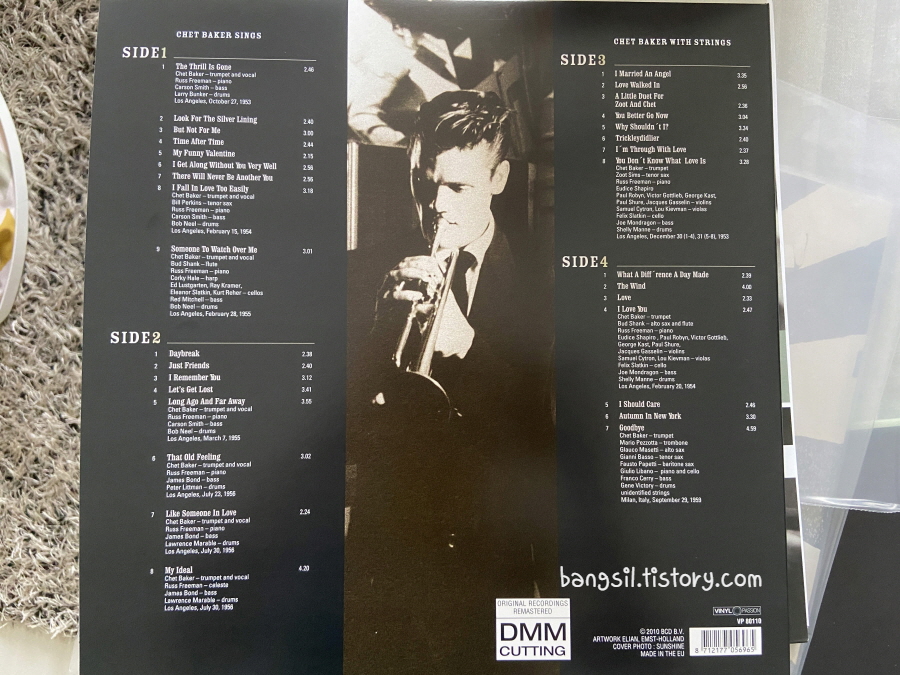 CHET BAKER SINGS
SIDE1
1 The Thrill Is Gone 2.46
Chet Baker – trumpet and vocal
Russ Freeman – piano
Carson Smith – bass
Larry Bunker – drums
Los Angeles, October 27, 1953
2 Look For The Silver Lining 2.40
3 But Not For Me 3.00
4 Time After Time 2.44
5 My Funny Valentine 2.15
6 I Get Along Without You Very Well 2.56
7 There Will Never Be Another You 2.56
8 I Fall In Love Too Easily 3.18
Chet Baker – trumpet and vocal
Bill Perkins – tenor sax
Russ Freeman – piano
Carson Smith – bass
Bob Neel – drums
Los Angeles, February 15, 1954
9 Someone To Watch Over Me 3.01
Chet Baker – trumpet and vocal
Bud Shank – flute
Russ Freeman – piano
Corky Hale – harp
Ed Lustgarten, Ray Kramer,
Eleanor Slatkin, Kurt Reher – cellos
Red Mitchell – bass
Bob Neel – drums
Los Angeles, February 28, 1955
SIDE2
1 Daybreak 2.38
2 Just Friends 2.40
3 I Remember You 3.12
4 Let's Get Lost 3.41
5 Long Ago And Far Away 3.55
Chet Baker – trumpet and vocal
Russ Freeman – piano
Carson Smith – bass
Bob Neel – drums
Los Angeles, March 7, 1955
6 That Old Feeling 3.02
Chet Baker – trumpet and vocal
Russ Freeman – piano
James Bond – bass
Peter Littman – drums
Los Angeles, July 23, 1956
7 Like Someone In Love 2.24
Chet Baker – trumpet and vocal
Russ Freeman – piano
James Bond – bass
Lawrence Marable – drums
Los Angeles, July 30, 1956
8 My Ideal 4.20
Chet Baker – trumpet and vocal
Russ Freeman – celeste
James Bond – bass
Lawrence Marable – drums
Los Angeles, July 30, 1956
CHET BAKER WITH STRINGS
SIDE3
1 I Married An Angel 3.35
2 Love Walked In 2.56
3 A Little Duet For
Zoot And Chet 2.38
4 You Better Go Now 3.04
5 Why Shouldn´t I? 3.24
6 Trickleydidlier 2.40
7 I´m Through With Love 2.37
8 You Don´t Know What Love Is 3.28
Chet Baker – trumpet
Zoot Sims – tenor sax
Russ Freeman – piano
Eudice Shapiro
Paul Robyn, Victor Gottlieb, George Kast,
Paul Shure, Jacques Gasselin – violins
Samuel Cytron, Lou Kievman – violas
Felix Slatkin – cello
Joe Mondragon – bass
Shelly Manne – drums
Los Angeles, December 30 (1-4), 31 (5-8), 1953
SIDE4
1 What A Diff´rence A Day Made 2.39
2 The Wind 4.00
3 Love 2.33
4 I Love You 2.47
Chet Baker – trumpet
Bud Shank – alto sax and flute
Russ Freeman – piano
Eudice Shapiro , Paul Robyn, Victor Gottlieb,
George Kast, Paul Shure,
Jacques Gasselin – violins
Samuel Cytron, Lou Kievman – violas
Felix Slatkin – cello
Joe Mondragon – bass
Shelly Manne – drums
Los Angeles, February 20, 1954
5 I Should Care 2.46
6 Autumn In New York 3.30
7 Goodbye 4.59
Chet Baker – trumpet
Mario Pezzotta – trombone
Glauco Masetti – alto sax
Gianni Basso – tenor sax
Fausto Papetti – baritone sax
Giulio Libano – piano and cell
Franco Cerry – bass
Gene Victory – drums
unidentified strings
Milan, Italy, September 29, 1959
bangsil.tistory.com
ORIGINAL RECORDINGS
REMASTERED
DMM
CUTTING
VINYL PASSION
VP 80110
© 2010 BCD B.V.
ARTWORK ELIAN, EMST-HOLLAND
COVER PHOTO : SUNSHINE
MADE IN THE EU
8 712177 056965